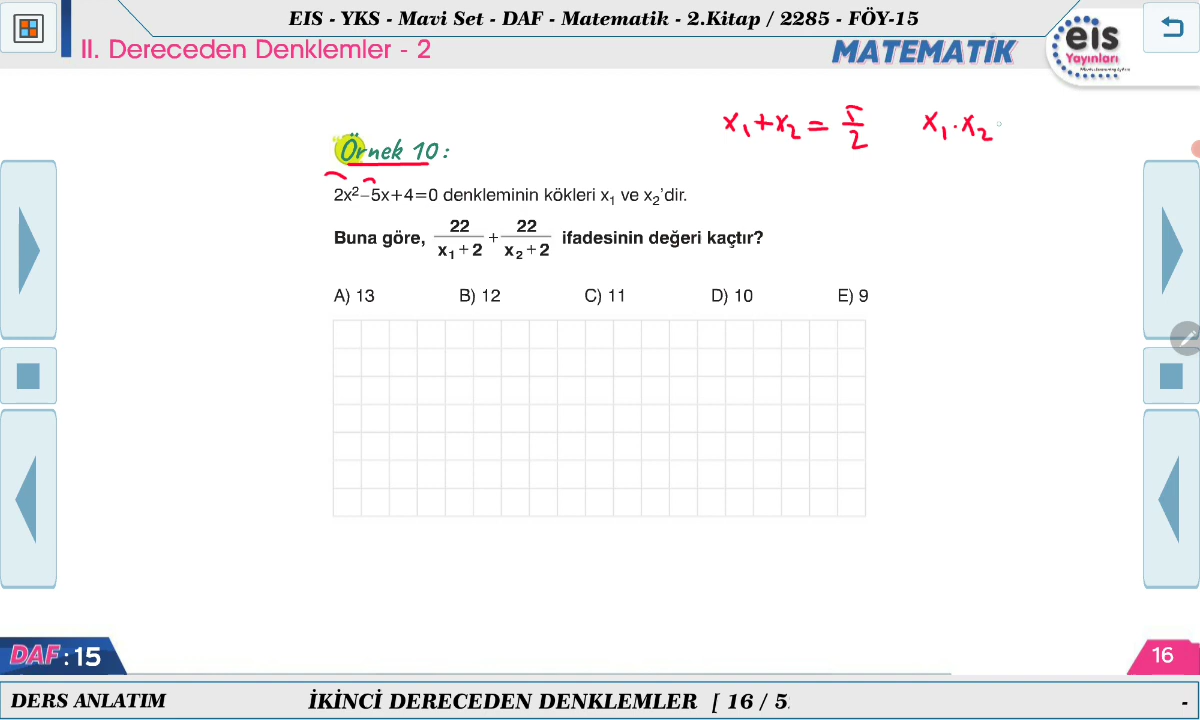 EIS - YKS - Mavi Set - DAF - Matematik - 2.Kitap / 2285 - FÖY-15
II. Dereceden Denklemler - 2
MATEMATİK
eis
Yayınları
x₁+x₂ = 5/2    x₁.x₂
Örnek 10:
2x²−5x+4=0 denkleminin kökleri x₁ ve x₂'dir.
Buna göre, 22/(x₁+2) + 22/(x₂+2) ifadesinin değeri kaçtır?
A) 13 B) 12 C) 11 D) 10 E) 9
DAF : 15
16
DERS ANLATIM İKİNCİ DERECEDEN DENKLEMLER [ 16 / 5 -